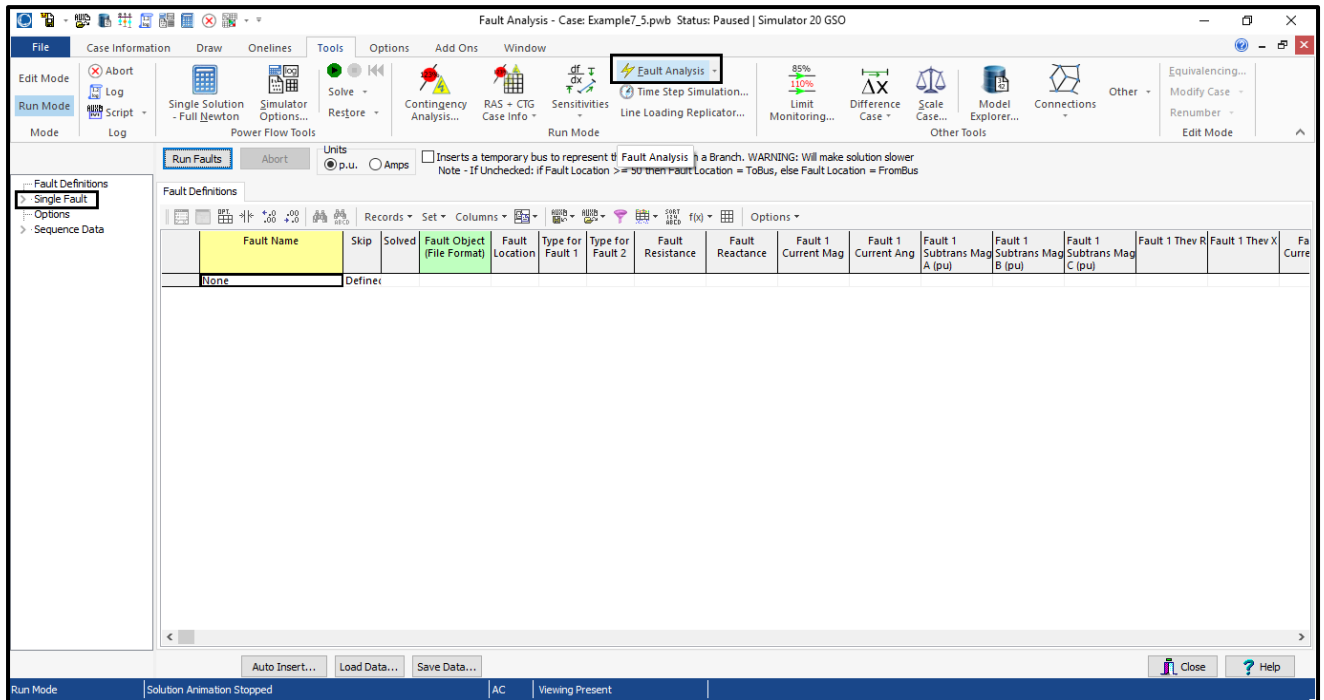 Fault Analysis - Case: Example7_5.pwb Status: Paused | Simulator 20 GSO
File Case Information Draw Onelines Tools Options Add Ons Window
Edit Mode
Run Mode
Mode
Abort
Log
Script
Log
Single Solution
- Full Newton
Simulator
Options...
Power Flow Tools
Solve
Restore
Contingency
Analysis...
RAS + CTG
Case Info
Sensitivities
Fault Analysis
Time Step Simulation...
Line Loading Replicator...
Run Mode
85%
110%
Limit
Monitoring...
Difference
Case
Scale
Case...
Model
Explorer...
Connections
Other
Other Tools
Equivalencing...
Modify Case
Renumber
Edit Mode
Run Faults
Abort
Units
p.u. Amps
Inserts a temporary bus to represent t
Fault Analysis
h a Branch. WARNING: Will make solution slower
Note - If Unchecked: if Fault Location >= 50 then Fault Location = ToBus, else Fault Location = FromBus
Fault Definitions
Single Fault
Options
Sequence Data
Fault Definitions
Records Set Columns f(x) Options
Fault Name
Skip
Solved
Fault Object
(File Format)
Fault
Location
Type for
Fault 1
Type for
Fault 2
Fault
Resistance
Fault
Reactance
Fault 1
Current Mag
Fault 1
Current Ang
Fault 1
Subtrans Mag
A (pu)
Fault 1
Subtrans Mag
B (pu)
Fault 1
Subtrans Mag
C (pu)
Fault 1 Thev R
Fault 1 Thev X
Fa
Curre
None
Defined
Auto Insert... Load Data... Save Data... Close Help
Run Mode Solution Animation Stopped AC Viewing Present